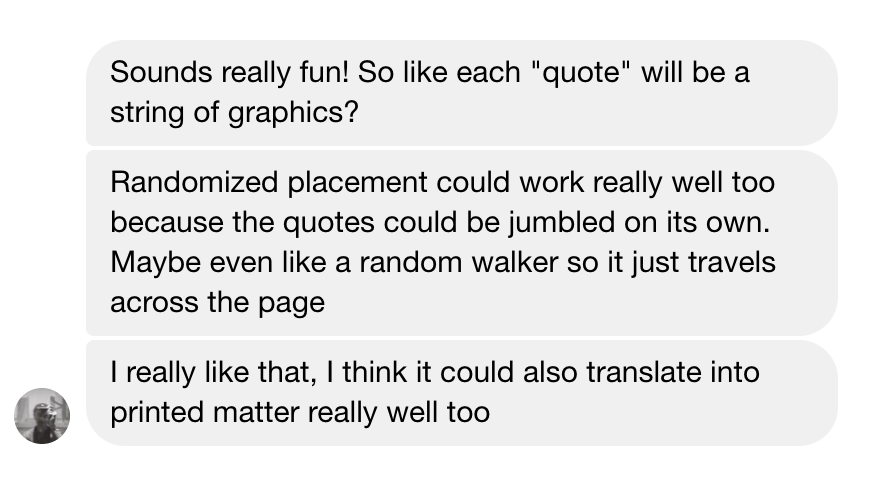 Sounds really fun! So like each "quote" will be a
string of graphics?
Randomized placement could work really well too
because the quotes could be jumbled on its own.
Maybe even like a random walker so it just travels
across the page
I really like that, I think it could also translate into
printed matter really well too